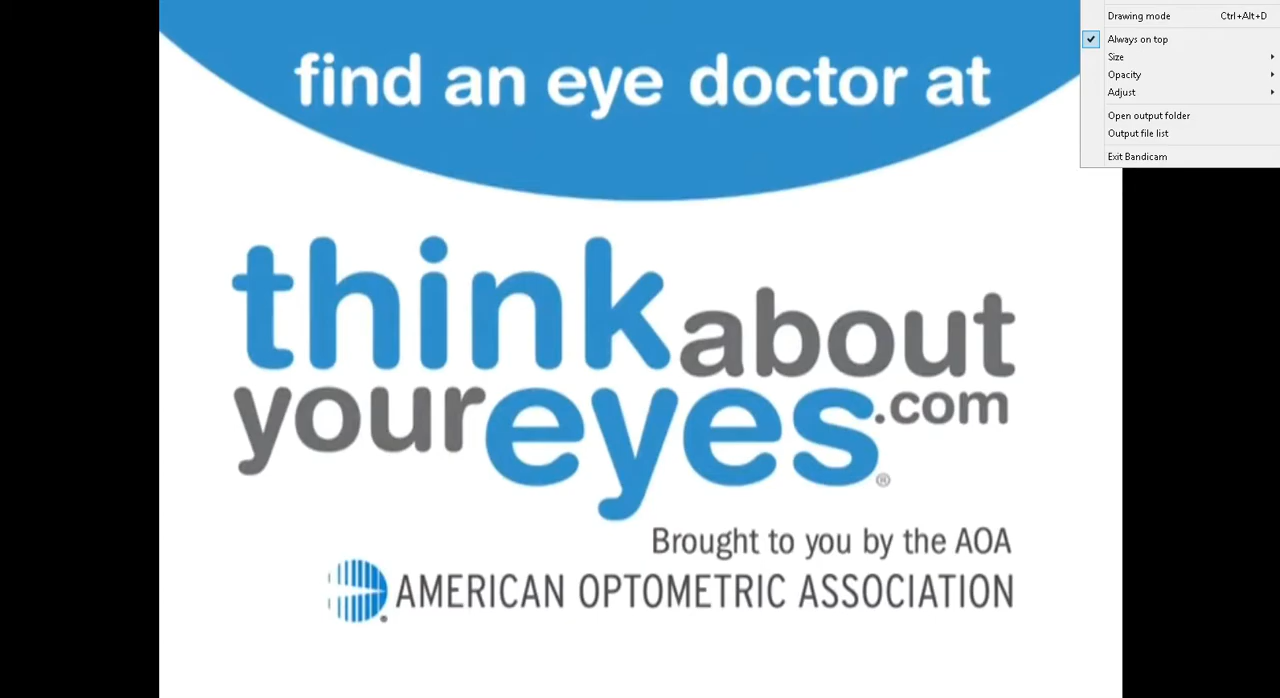 find an eye doctor at
thinkabout
youreyes.com®
Brought to you by the AOA
AMERICAN OPTOMETRIC ASSOCIATION
Drawing mode Ctrl+Alt+D
Always on top
Size
Opacity
Adjust
Open output folder
Output file list
Exit Bandicam